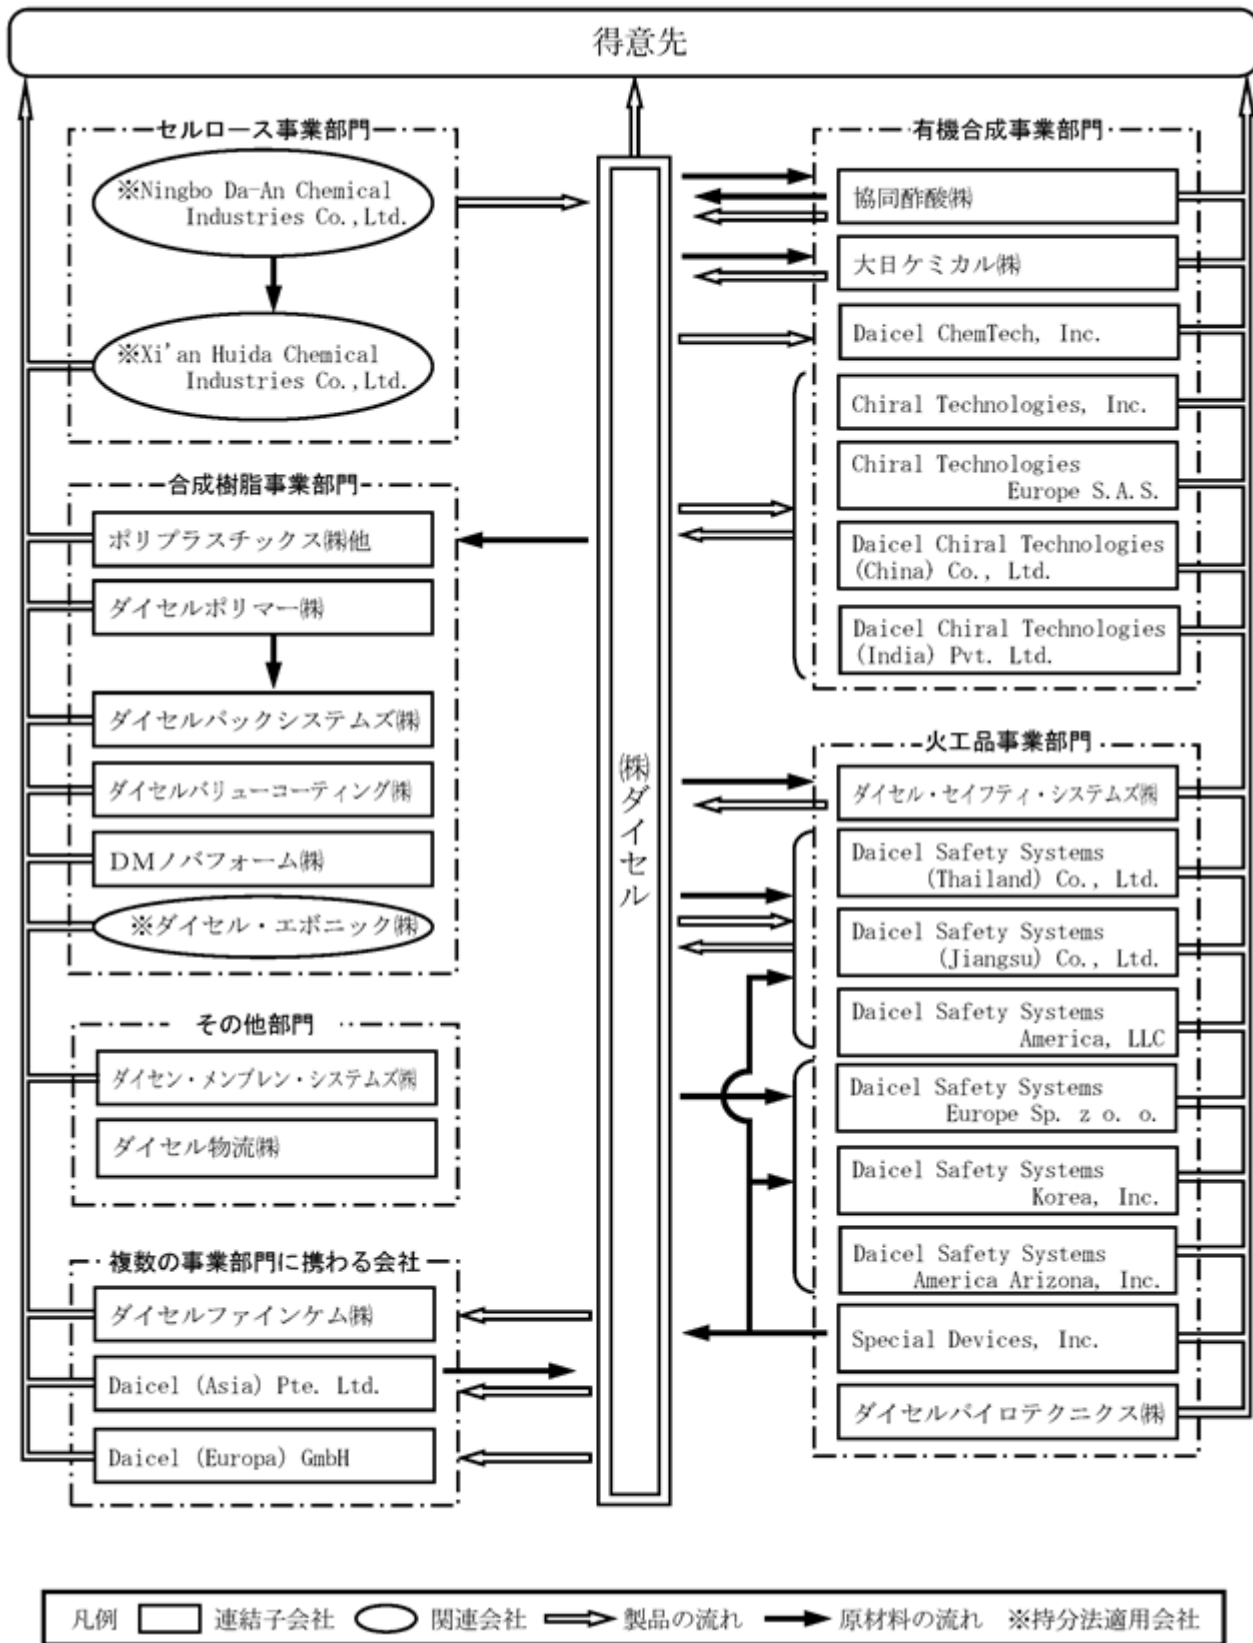 得意先
セルロース事業部門
※Ningbo Da-An Chemical
Industries Co.,Ltd.
※Xi'an Huida Chemical
Industries Co.,Ltd.
合成樹脂事業部門
ポリプラスチックス㈱他
ダイセルポリマー㈱
ダイセルパックシステムズ㈱
ダイセルバリューコーティング㈱
DMノバフォーム㈱
※ダイセル・エボニック㈱
その他部門
ダイセン・メンブレン・システムズ㈱
ダイセル物流㈱
複数の事業部門に携わる会社
ダイセルファインケム㈱
Daicel (Asia) Pte. Ltd.
Daicel (Europa) GmbH
㈱ダイセル
有機合成事業部門
協同酢酸㈱
大日ケミカル㈱
Daicel ChemTech, Inc.
Chiral Technologies, Inc.
Chiral Technologies
Europe S.A.S.
Daicel Chiral Technologies
(China) Co., Ltd.
Daicel Chiral Technologies
(India) Pvt. Ltd.
火工品事業部門
ダイセル・セイフティ・システムズ㈱
Daicel Safety Systems
(Thailand) Co., Ltd.
Daicel Safety Systems
(Jiangsu) Co., Ltd.
Daicel Safety Systems
America, LLC
Daicel Safety Systems
Europe Sp. z o. o.
Daicel Safety Systems
Korea, Inc.
Daicel Safety Systems
America Arizona, Inc.
Special Devices, Inc.
ダイセルパイロテクニクス㈱
凡例 連結子会社 関連会社 製品の流れ 原材料の流れ ※持分法適用会社